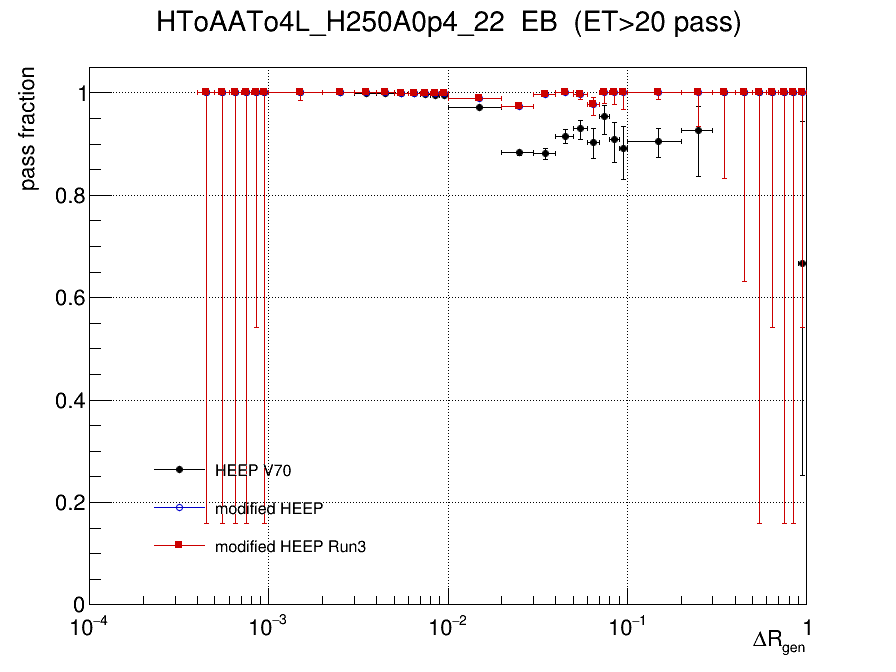 HToAATo4L_H250A0p4_22 EB (ET>20 pass)
pass fraction
1
0.8
0.6
0.4
0.2
0
HEEP V70
modified HEEP
modified HEEP Run3
10⁻⁴ 10⁻³ 10⁻² 10⁻¹ 1
ΔR_gen